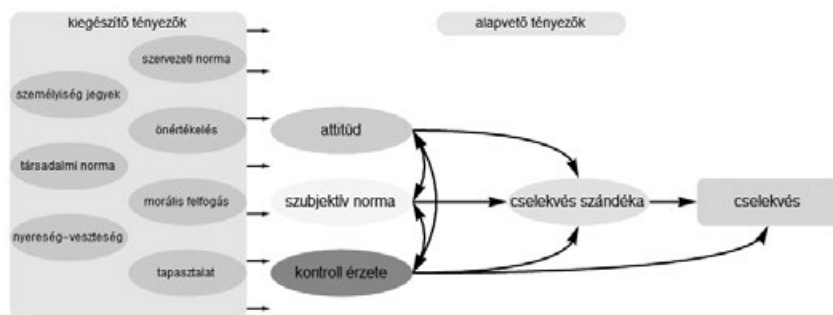 kiegészítő tényezők
alapvető tényezők
szervezeti norma
személyiség jegyek
önértékelés
attitűd
társadalmi norma
morális felfogás
szubjektív norma
cselekvés szándéka
cselekvés
nyereség-veszteség
tapasztalat
kontroll érzete